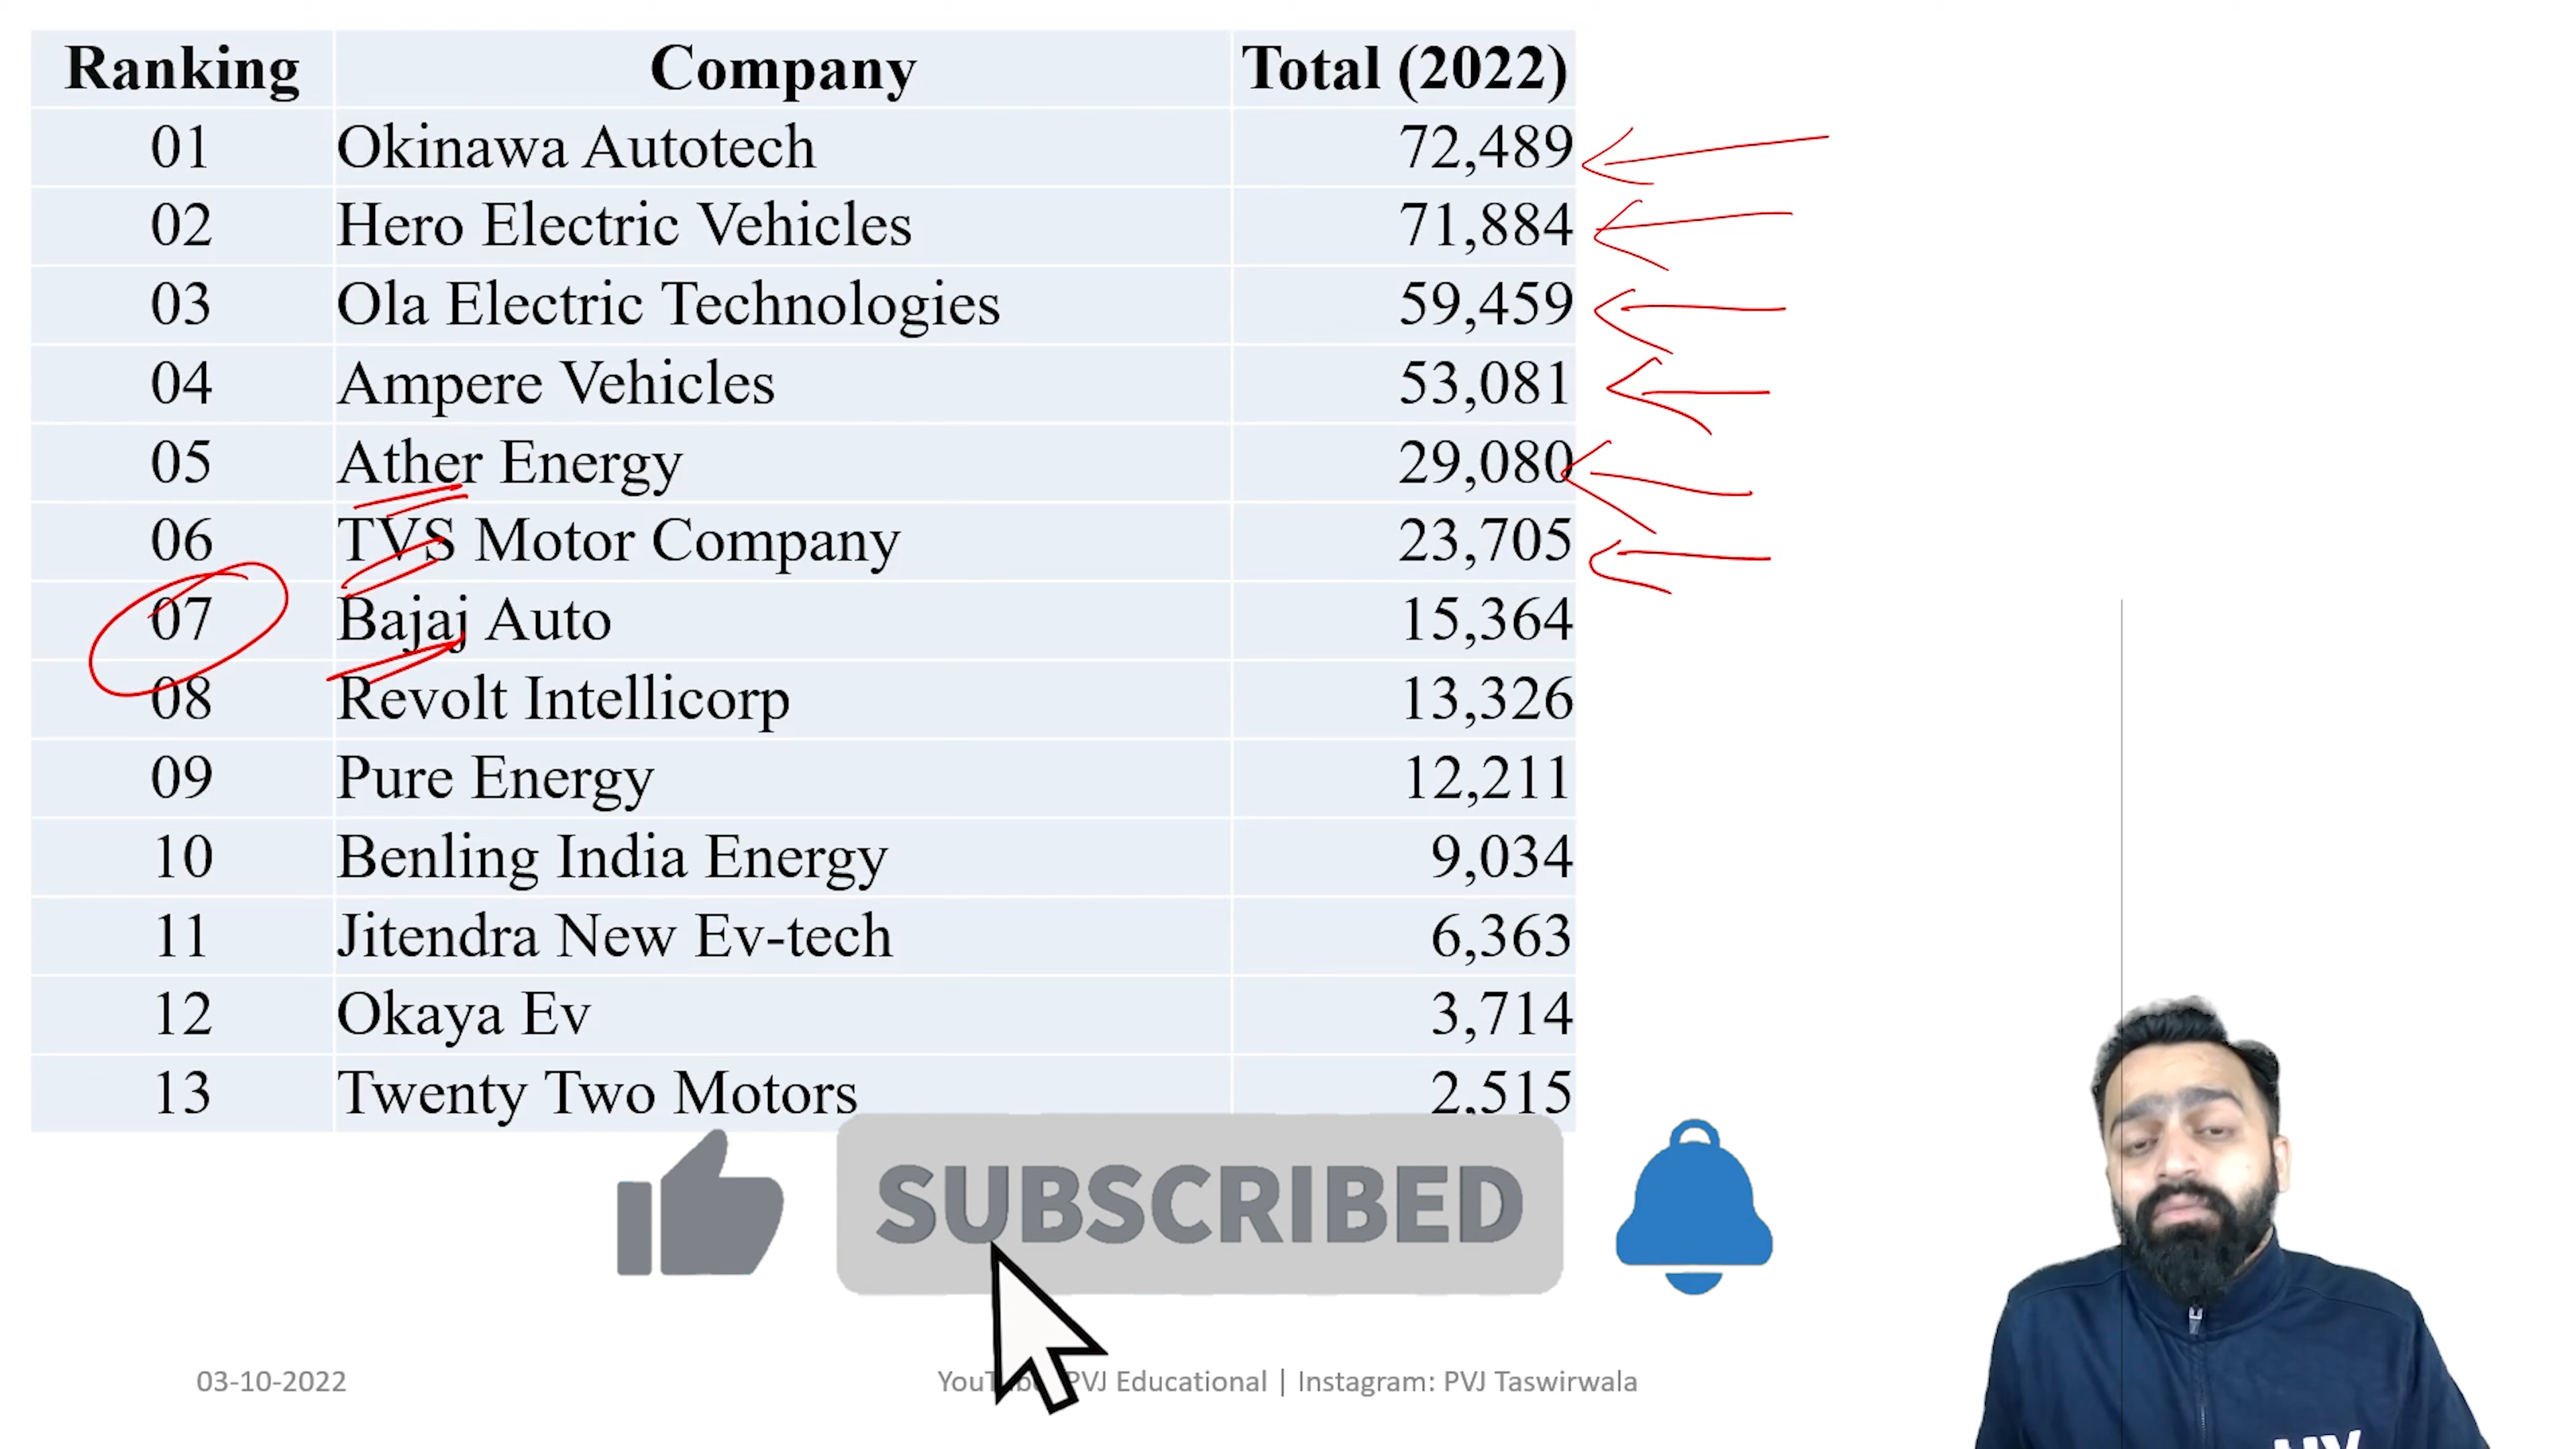 Ranking Company Total (2022)
01 Okinawa Autotech 72,489
02 Hero Electric Vehicles 71,884
03 Ola Electric Technologies 59,459
04 Ampere Vehicles 53,081
05 Ather Energy 29,080
06 TVS Motor Company 23,705
07 Bajaj Auto 15,364
08 Revolt Intellicorp 13,326
09 Pure Energy 12,211
10 Benling India Energy 9,034
11 Jitendra New Ev-tech 6,363
12 Okaya Ev 3,714
13 Twenty Two Motors 2,515
SUBSCRIBED
03-10-2022 PVJ Educational | Instagram: PVJ Taswirwala